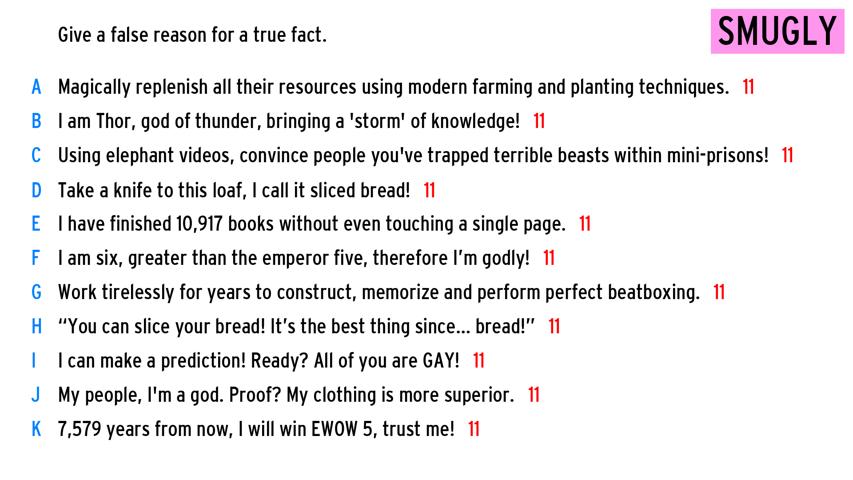 Give a false reason for a true fact.
SMUGLY
A Magically replenish all their resources using modern farming and planting techniques. 11
B I am Thor, god of thunder, bringing a 'storm' of knowledge! 11
C Using elephant videos, convince people you've trapped terrible beasts within mini-prisons! 11
D Take a knife to this loaf, I call it sliced bread! 11
E I have finished 10,917 books without even touching a single page. 11
F I am six, greater than the emperor five, therefore I’m godly! 11
G Work tirelessly for years to construct, memorize and perform perfect beatboxing. 11
H “You can slice your bread! It’s the best thing since... bread!” 11
I I can make a prediction! Ready? All of you are GAY! 11
J My people, I'm a god. Proof? My clothing is more superior. 11
K 7,579 years from now, I will win EWOW 5, trust me! 11